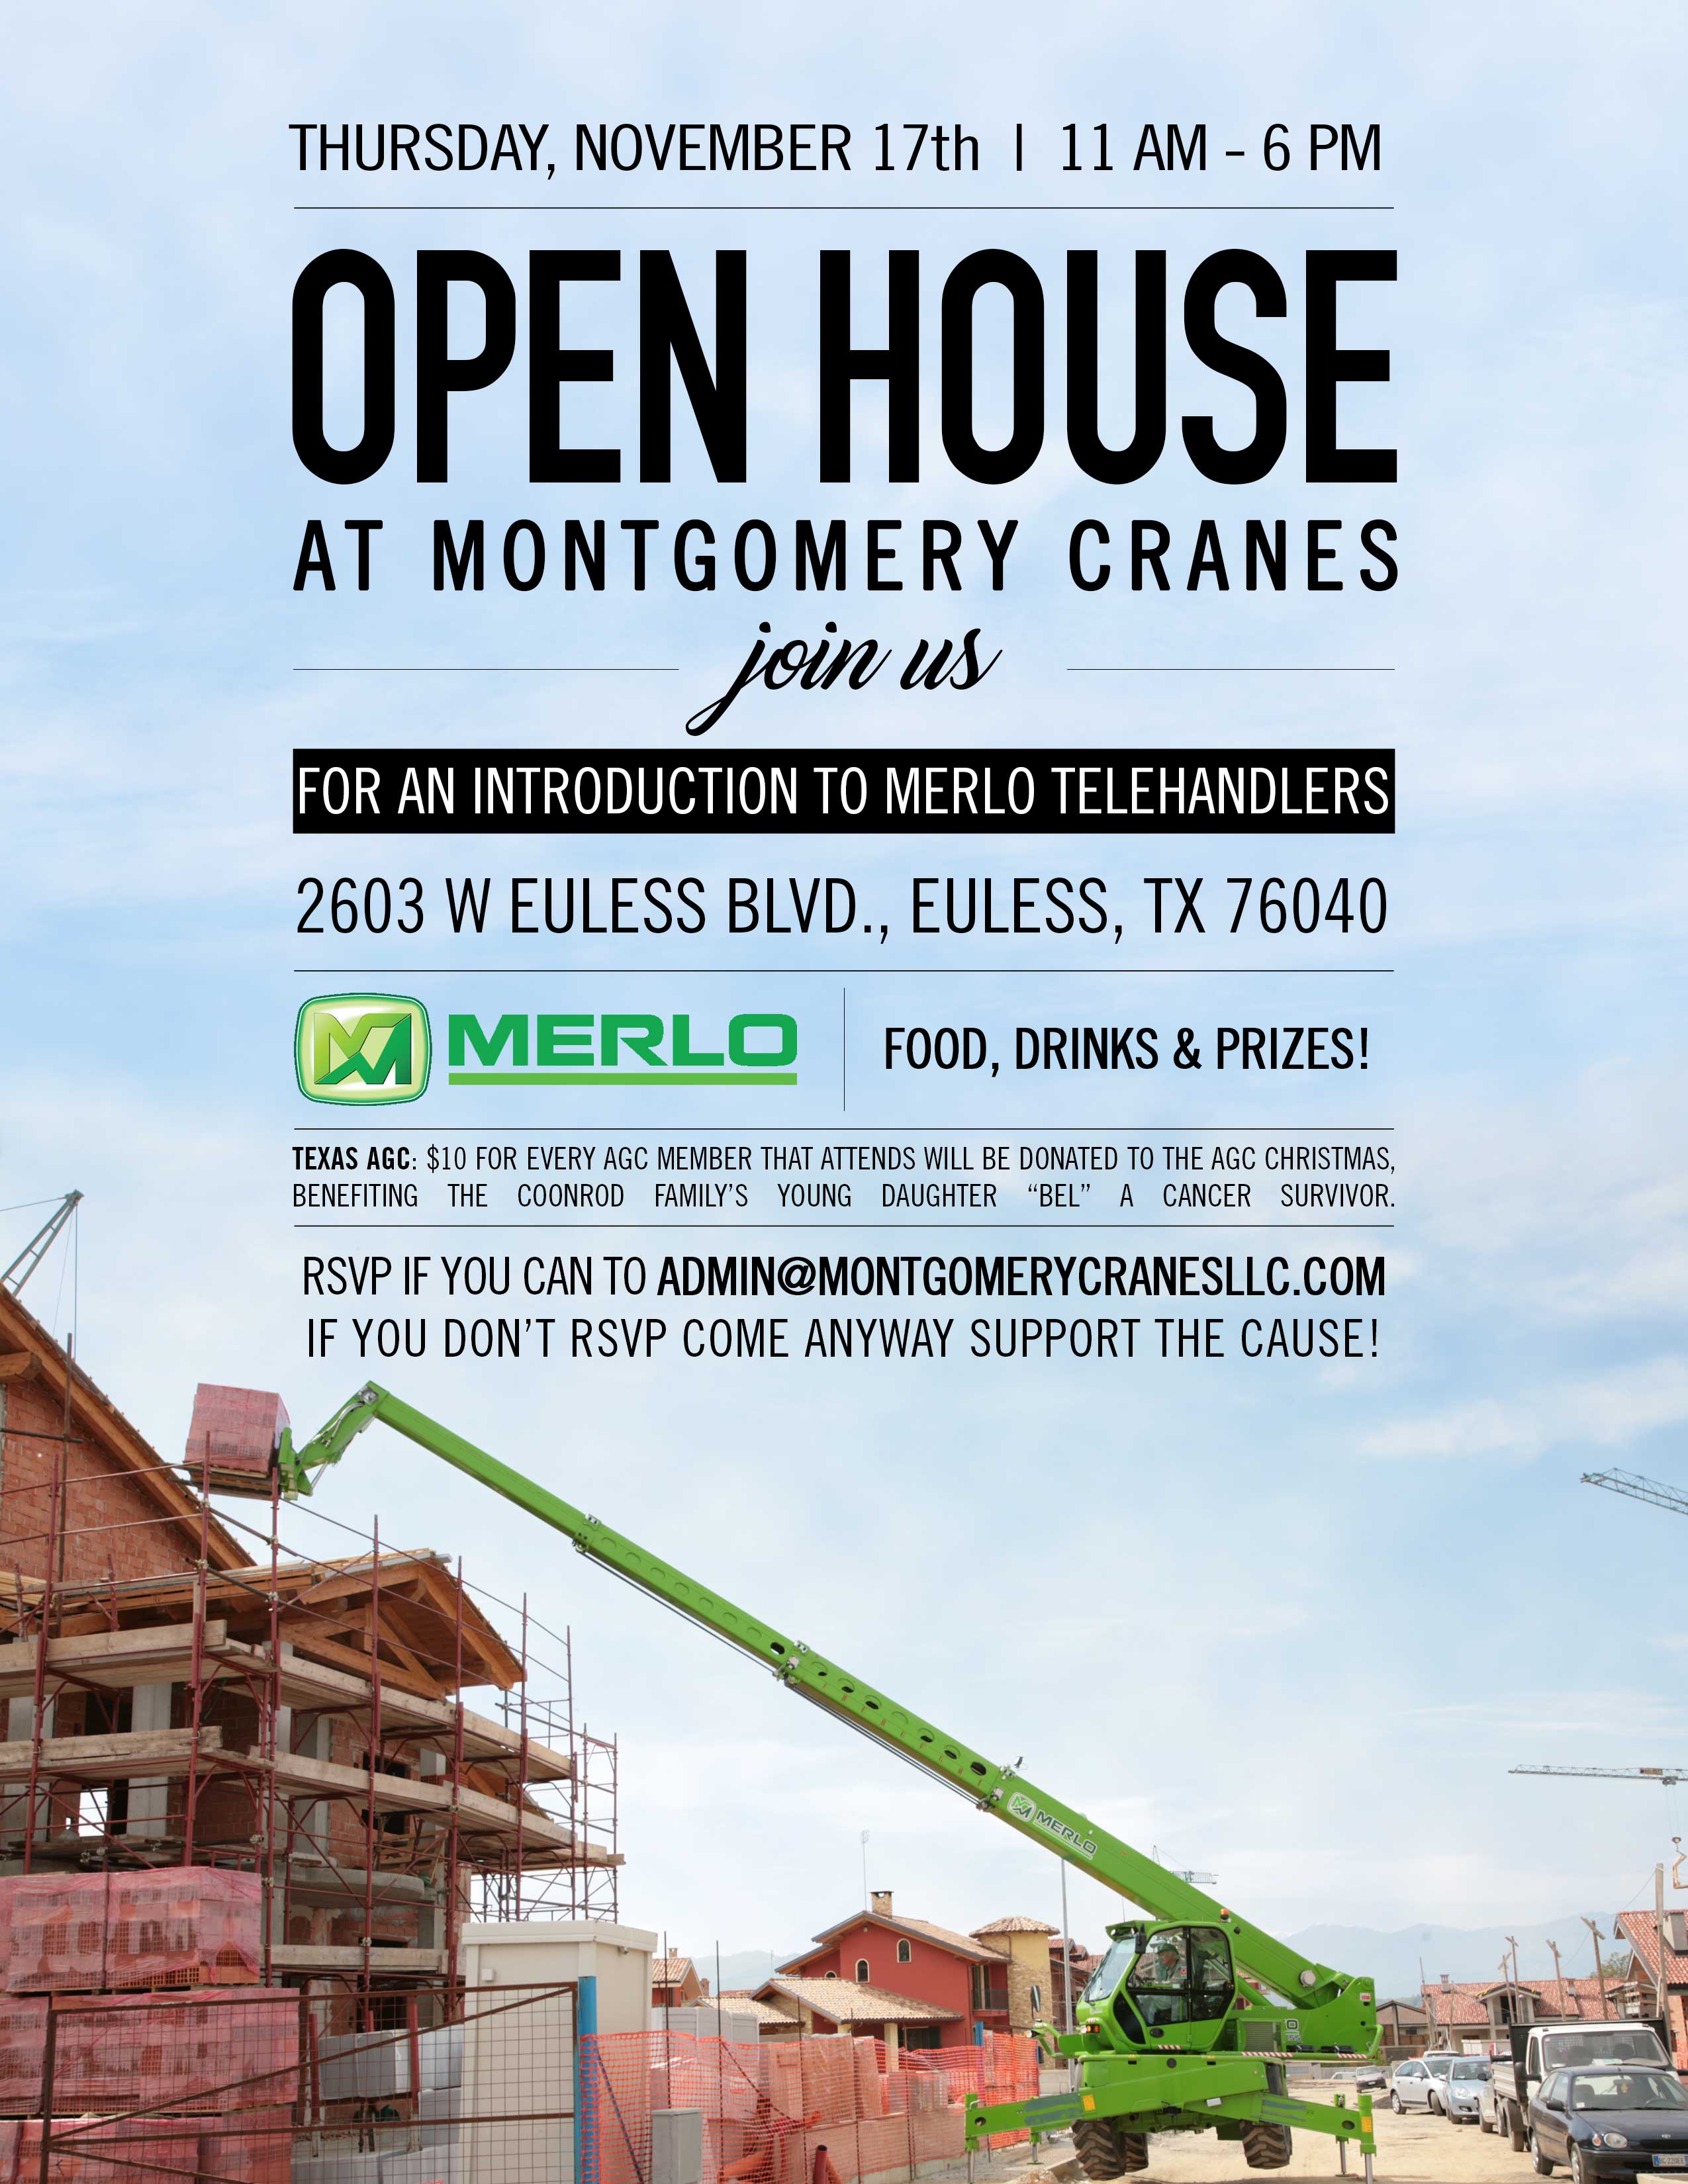 THURSDAY, NOVEMBER 17th | 11 AM - 6 PM
OPEN HOUSE
AT MONTGOMERY CRANES
join us
FOR AN INTRODUCTION TO MERLO TELEHANDLERS
2603 W EULESS BLVD., EULESS, TX 76040
MERLO
FOOD, DRINKS & PRIZES!
TEXAS AGC: $10 FOR EVERY AGC MEMBER THAT ATTENDS WILL BE DONATED TO THE AGC CHRISTMAS,
BENEFITING THE COONROD FAMILY’S YOUNG DAUGHTER “BEL” A CANCER SURVIVOR.
RSVP IF YOU CAN TO ADMIN@MONTGOMERYCRANESLLC.COM
IF YOU DON’T RSVP COME ANYWAY SUPPORT THE CAUSE!
MERLO